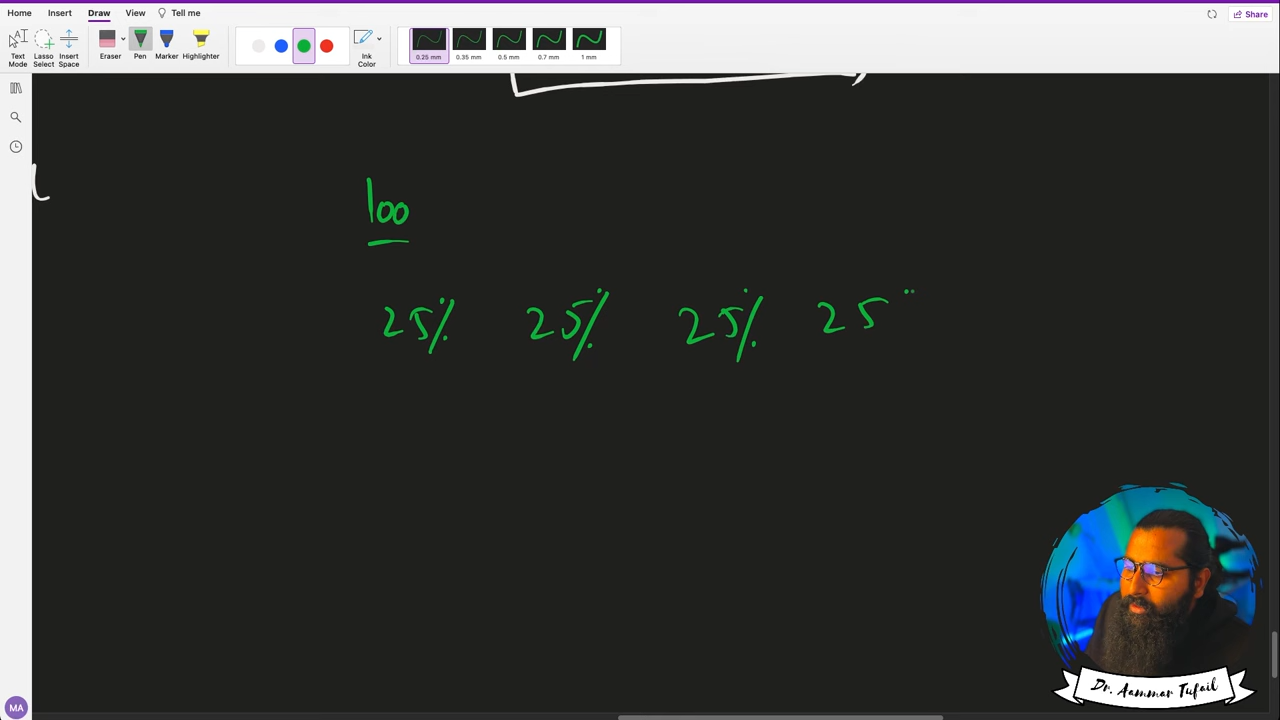 Home Insert Draw View Tell me
Share
Text Mode Lasso Select Insert Space Eraser Pen Marker Highlighter Ink Color 0.25 mm 0.35 mm 0.5 mm 0.7 mm 1 mm
100
25% 25% 25% 25
Dr. Aammar Tufail
MA